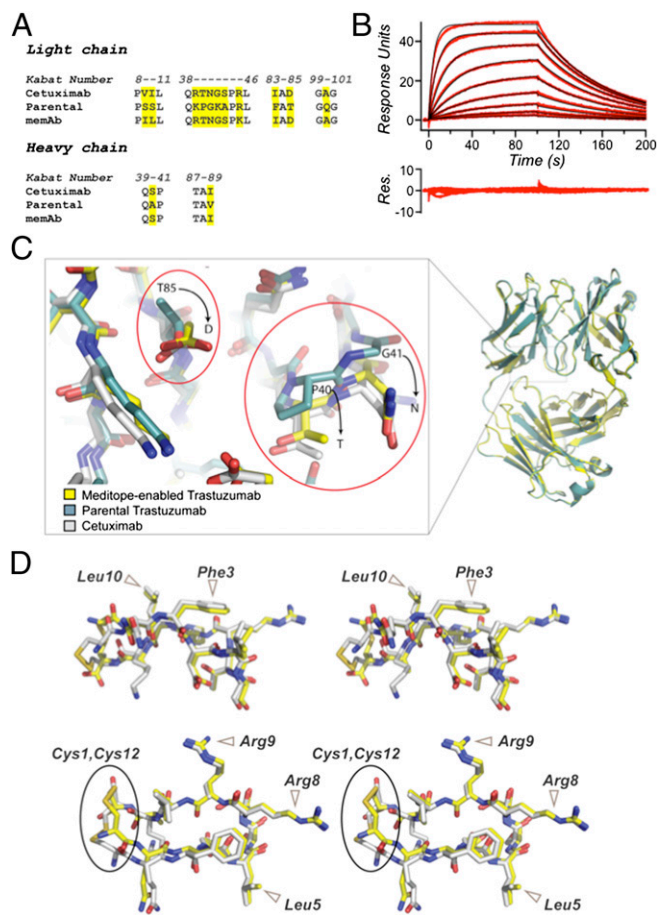 A
Light chain
Kabat Number 8--11 38-------46 83-85 99-101
Cetuximab PVIL QRTNGSPRL IAD GAG
Parental PSSL QKPGKAPRL FAT GQG
memAb PILL QRTNGSPKL IAD GAG
Heavy chain
Kabat Number 39-41 87-89
Cetuximab QSP TAI
Parental QAP TAV
memAb QSP TAI
B
Response Units
40
30
20
10
0
0 40 80 120 160 200
Time (s)
Res.
10
0
-10
C
T85
D
G41
P40
N
T
Meditope-enabled Trastuzumab
Parental Trastuzumab
Cetuximab
D
Leu10 Phe3 Leu10 Phe3
Cys1,Cys12 Arg9 Cys1,Cys12 Arg9
Arg8 Arg8
Leu5 Leu5